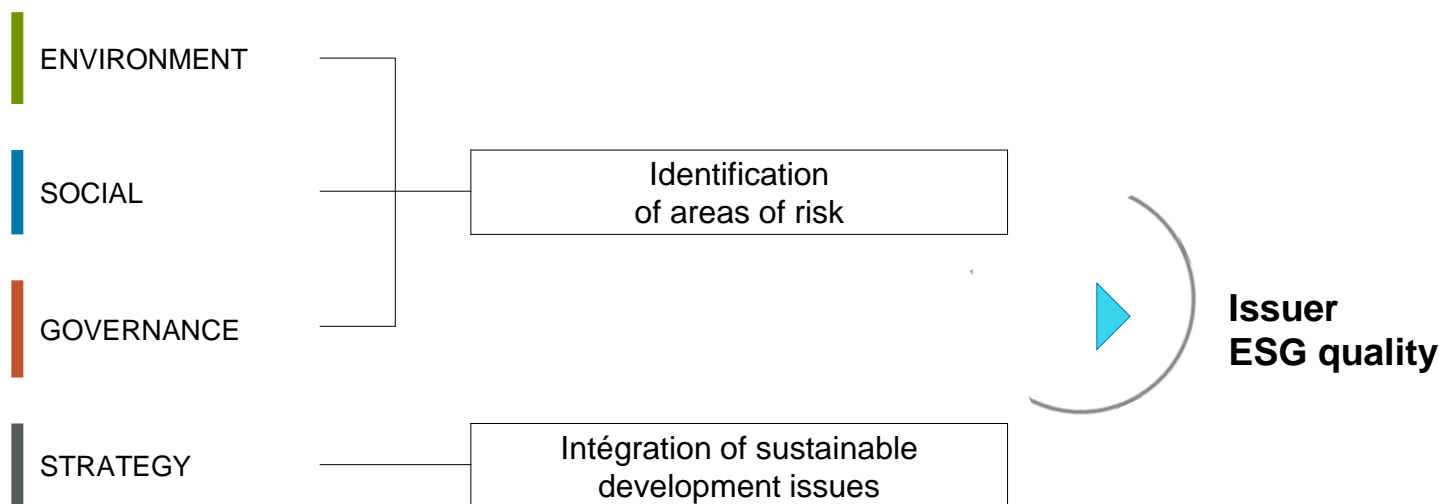 ENVIRONMENT
SOCIAL
GOVERNANCE
STRATEGY
Identification
of areas of risk
Intégration of sustainable
development issues
Issuer
ESG quality